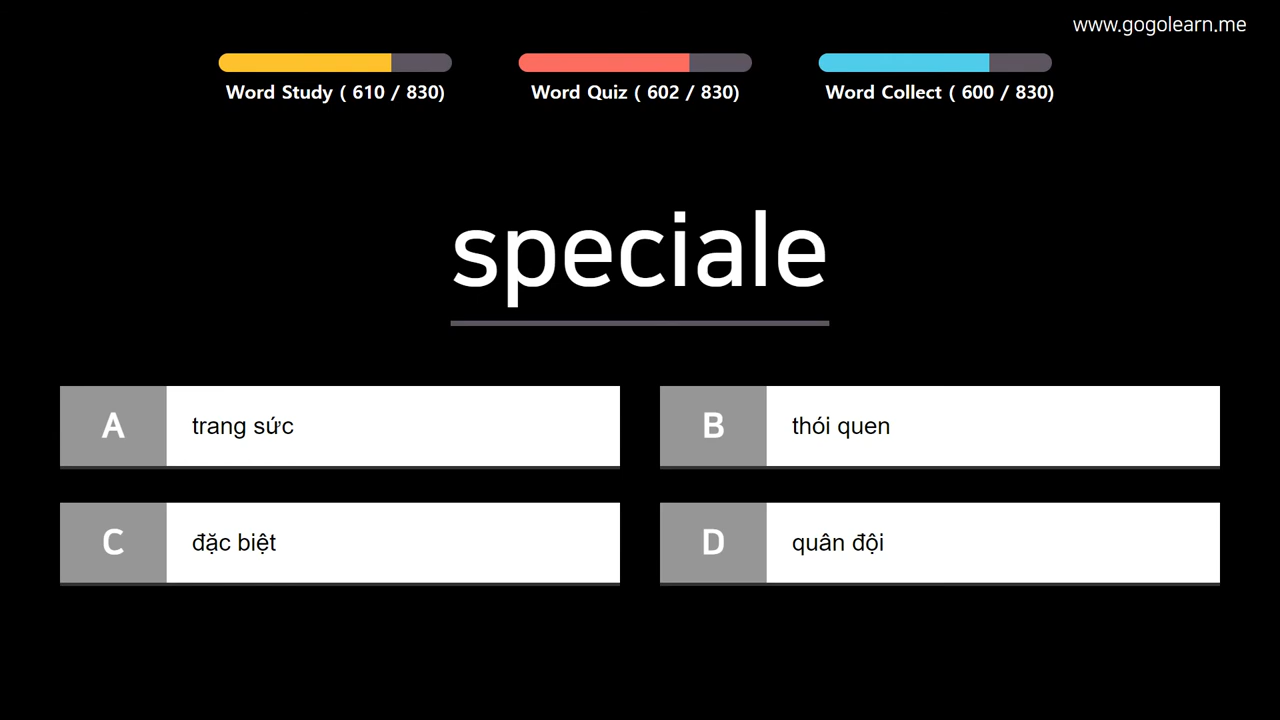 www.gogolearn.me
Word Study ( 610 / 830)
Word Quiz ( 602 / 830)
Word Collect ( 600 / 830)
speciale
A trang sức
B thói quen
C đặc biệt
D quân đội